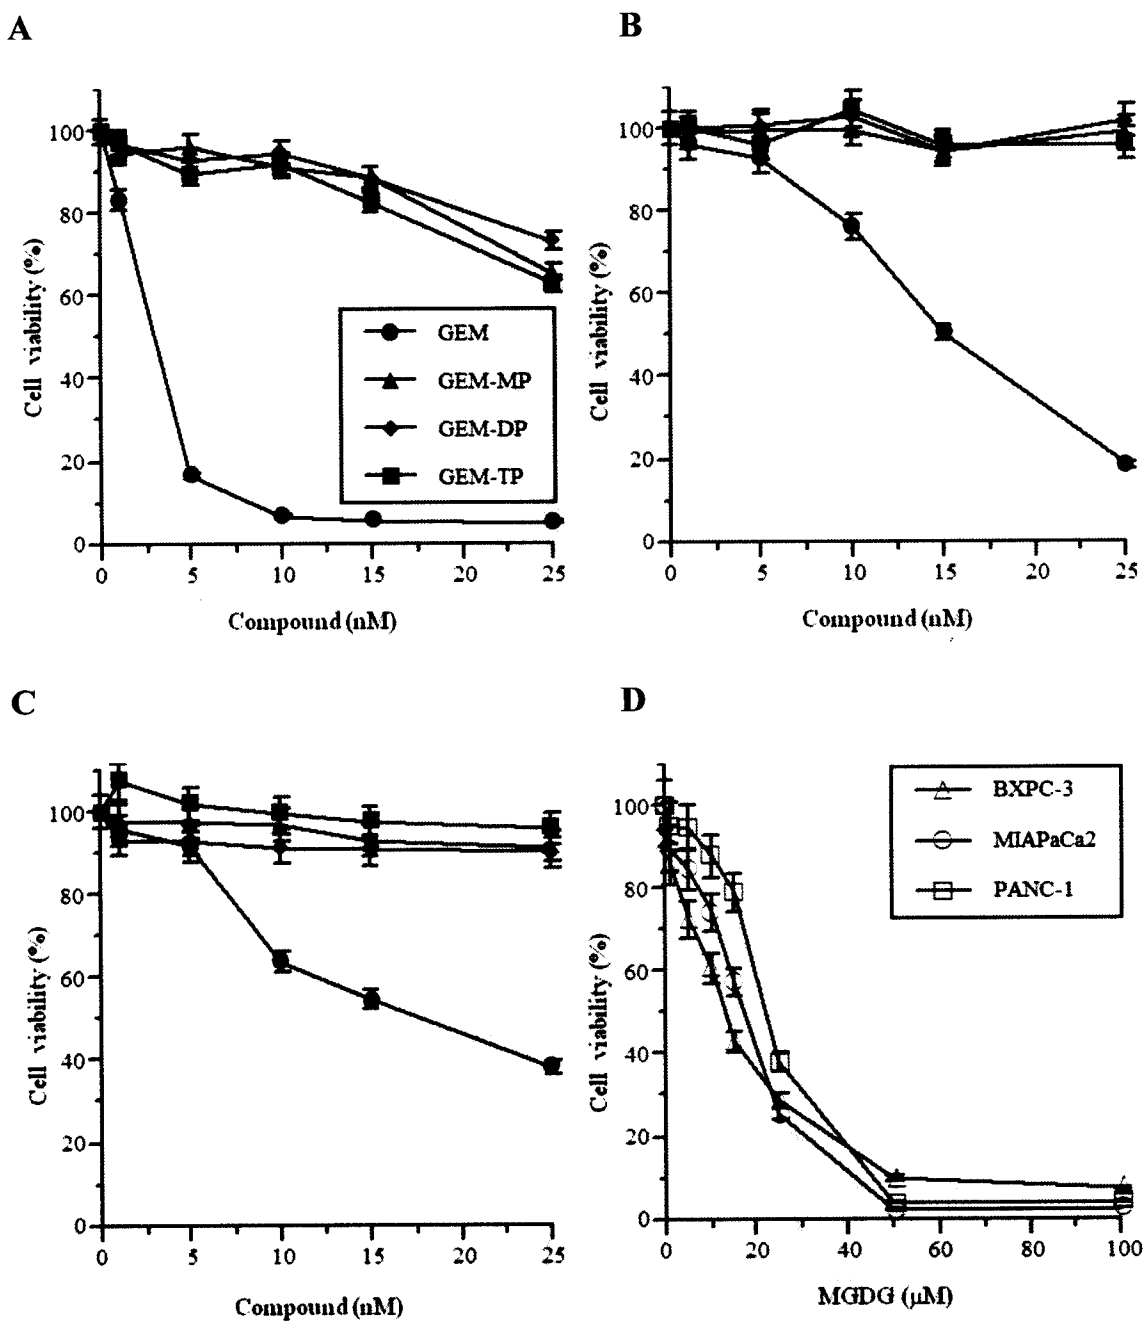 A
100
80
60
40
20
0
Cell viability (%)
GEM
GEM-MP
GEM-DP
GEM-TP
0 5 10 15 20 25
Compound (nM)
B
100
80
60
40
20
0
Cell viability (%)
0 5 10 15 20 25
Compound (nM)
C
100
80
60
40
20
0
Cell viability (%)
0 5 10 15 20 25
Compound (nM)
D
100
80
60
40
20
0
Cell viability (%)
BXPC-3
MIAPaCa2
PANC-1
0 20 40 60 80 100
MGDG (μM)